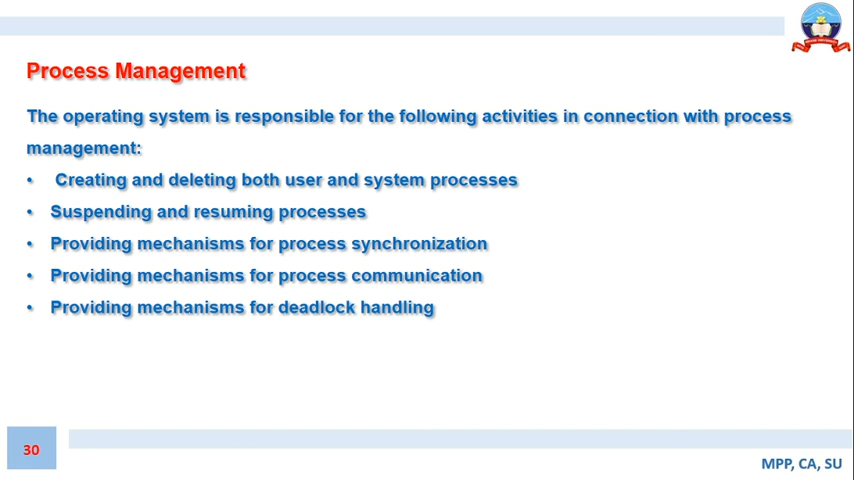 Process Management
The operating system is responsible for the following activities in connection with process
management:
• Creating and deleting both user and system processes
• Suspending and resuming processes
• Providing mechanisms for process synchronization
• Providing mechanisms for process communication
• Providing mechanisms for deadlock handling
30
MPP, CA, SU